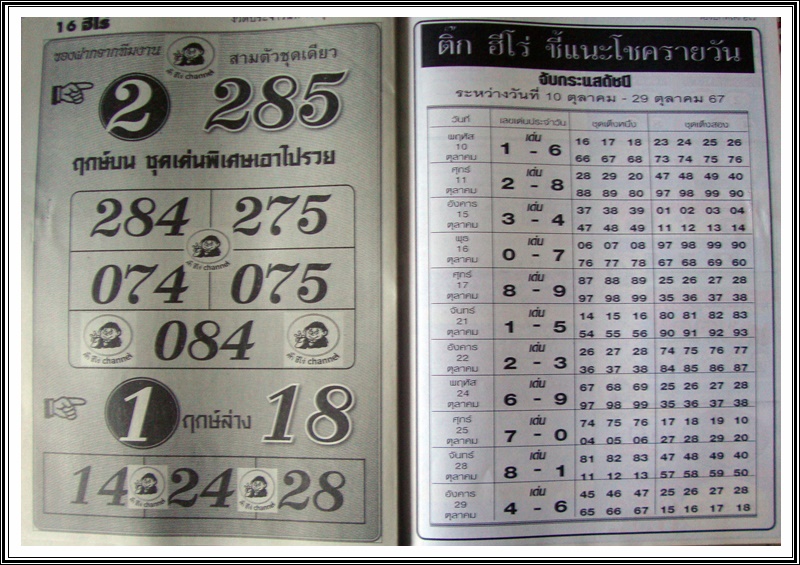 16 ฮีโร่
ของฝากจากทีมงาน
สามตัวชุดเดียว
2 285
ฤกษ์บน ชุดเด่นพิเศษเอาไปรวย
284 275
ติ๊ก ฮีโร่ channel
074 075
084
ติ๊ก ฮีโร่ channel
ติ๊ก ฮีโร่ channel
1 ฤกษ์ล่าง 18
14 24 28
ติ๊ก ฮีโร่ ชี้แนะโชครายวัน
จับกระแสดัชนี
ระหว่างวันที่ 10 ตุลาคม - 29 ตุลาคม 67
วันที่ เลขเด่นประจำวัน ชุดเต็งหนึ่ง ชุดเต็งสอง
พฤหัส 10 ตุลาคม เด่น 1 - 6
16 17 18 23 24 25 26
66 67 68 73 74 75 76
ศุกร์ 11 ตุลาคม เด่น 2 - 8
28 29 20 47 48 49 40
88 89 80 97 98 99 90
อังคาร 15 ตุลาคม เด่น 3 - 4
37 38 39 01 02 03 04
47 48 49 11 12 13 14
พุธ 16 ตุลาคม เด่น 0 - 7
06 07 08 97 98 99 90
76 77 78 67 68 69 60
ศุกร์ 17 ตุลาคม เด่น 8 - 9
87 88 89 25 26 27 28
97 98 99 35 36 37 38
จันทร์ 21 ตุลาคม เด่น 1 - 5
14 15 16 80 81 82 83
54 55 56 90 91 92 93
อังคาร 22 ตุลาคม เด่น 2 - 3
26 27 28 74 75 76 77
36 37 38 84 85 86 87
พฤหัส 24 ตุลาคม เด่น 6 - 9
67 68 69 25 26 27 28
97 98 99 35 36 37 38
ศุกร์ 25 ตุลาคม เด่น 7 - 0
74 75 76 17 18 19 10
04 05 06 27 28 29 20
จันทร์ 28 ตุลาคม เด่น 8 - 1
81 82 83 47 48 49 40
11 12 13 57 58 59 50
อังคาร 29 ตุลาคม เด่น 4 - 6
45 46 47 25 26 27 28
65 66 67 15 16 17 18